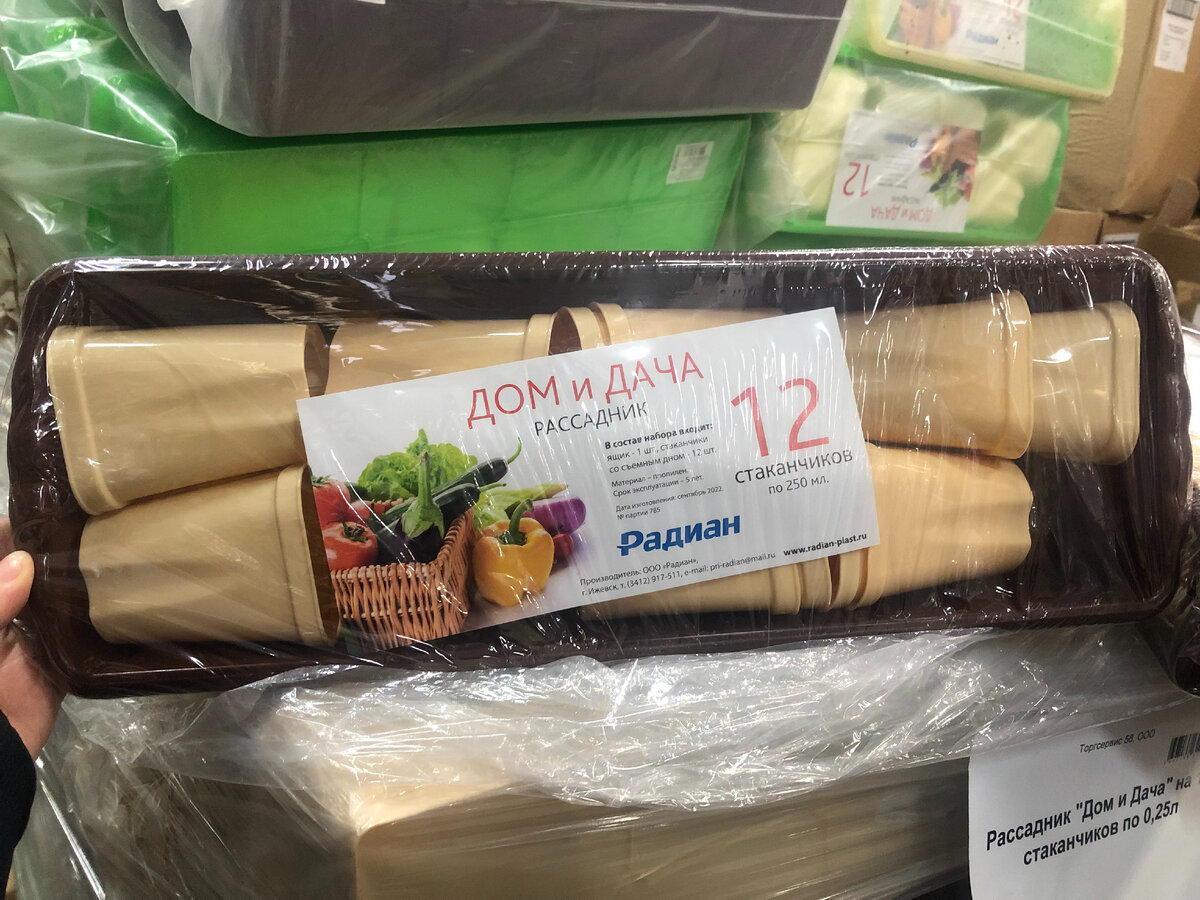 Радиан
Радиан
12
ДОМ и ДАЧА
ДОМ и ДАЧА
РАССАДНИК
В состав набора входит:
ящик - 1 шт., стаканчики
со съемным дном - 12 шт.
Материал – пропилен.
Срок эксплуатации – 5 лет.
Дата изготовления: сентябрь 2022.
№ партии 785
12
стаканчиков
по 250 мл.
Радиан
Производитель: ООО «Радиан»,
г. Ижевск, т. (3412) 917-511, e-mail: pri-radian@mail.ru www.radian-plast.ru
Торгсервис 58, ООО
Рассадник "Дом и Дача" на
стаканчиков по 0,25л